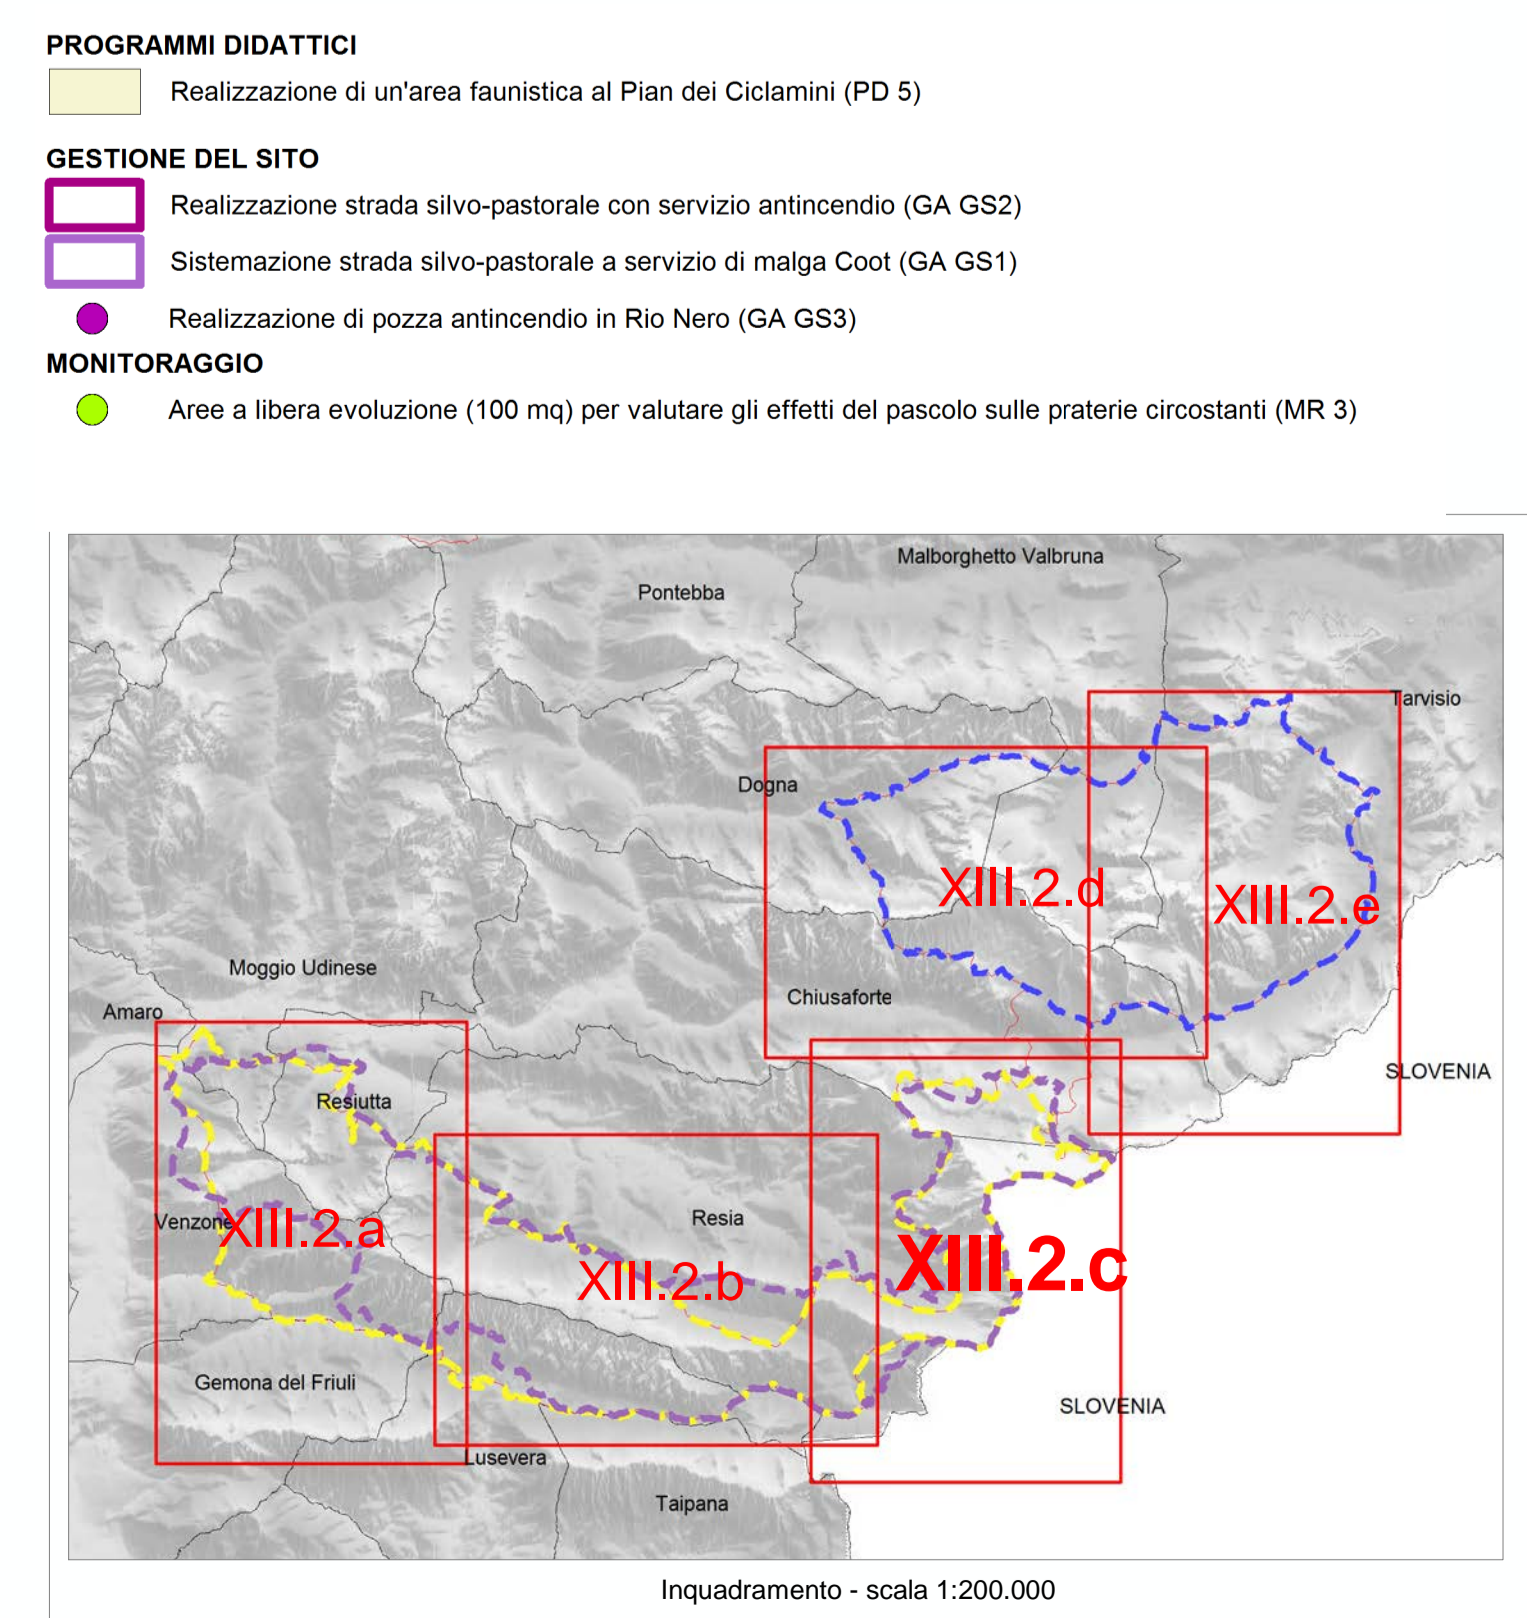 PROGRAMMI DIDATTICI
Realizzazione di un'area faunistica al Pian dei Ciclamini (PD 5)
GESTIONE DEL SITO
Realizzazione strada silvo-pastorale con servizio antincendio (GA GS2)
Sistemazione strada silvo-pastorale a servizio di malga Coot (GA GS1)
Realizzazione di pozza antincendio in Rio Nero (GA GS3)
MONITORAGGIO
Aree a libera evoluzione (100 mq) per valutare gli effetti del pascolo sulle praterie circostanti (MR 3)
Malborghetto Valbruna
Pontebba
Tarvisio
Dogna
XIII.2.d
XIII.2.e
Moggio Udinese
Chiusaforte
Amaro
SLOVENIA
Resiutta
Venzone
XIII.2.a
Resia
XIII.2.b
XIII.2.c
Gemona del Friuli
SLOVENIA
Lusevera
Taipana
Inquadramento - scala 1:200.000